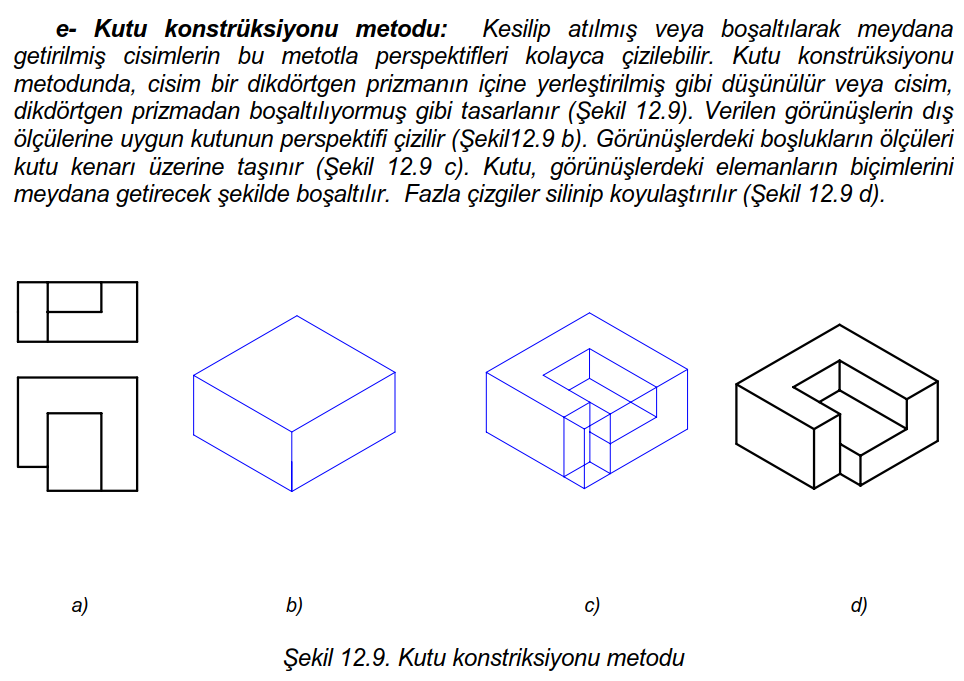 e- Kutu konstrüksiyonu metodu: Kesilip atılmış veya boşaltılarak meydana
getirilmiş cisimlerin bu metotla perspektifleri kolayca çizilebilir. Kutu konstrüksiyonu
metodunda, cisim bir dikdörtgen prizmanın içine yerleştirilmiş gibi düşünülür veya cisim,
dikdörtgen prizmadan boşaltılıyormuş gibi tasarlanır (Şekil 12.9). Verilen görünüşlerin dış
ölçülerine uygun kutunun perspektifi çizilir (Şekil12.9 b). Görünüşlerdeki boşlukların ölçüleri
kutu kenarı üzerine taşınır (Şekil 12.9 c). Kutu, görünüşlerdeki elemanların biçimlerini
meydana getirecek şekilde boşaltılır. Fazla çizgiler silinip koyulaştırılır (Şekil 12.9 d).
a) b) c) d)
Şekil 12.9. Kutu konstriksiyonu metodu